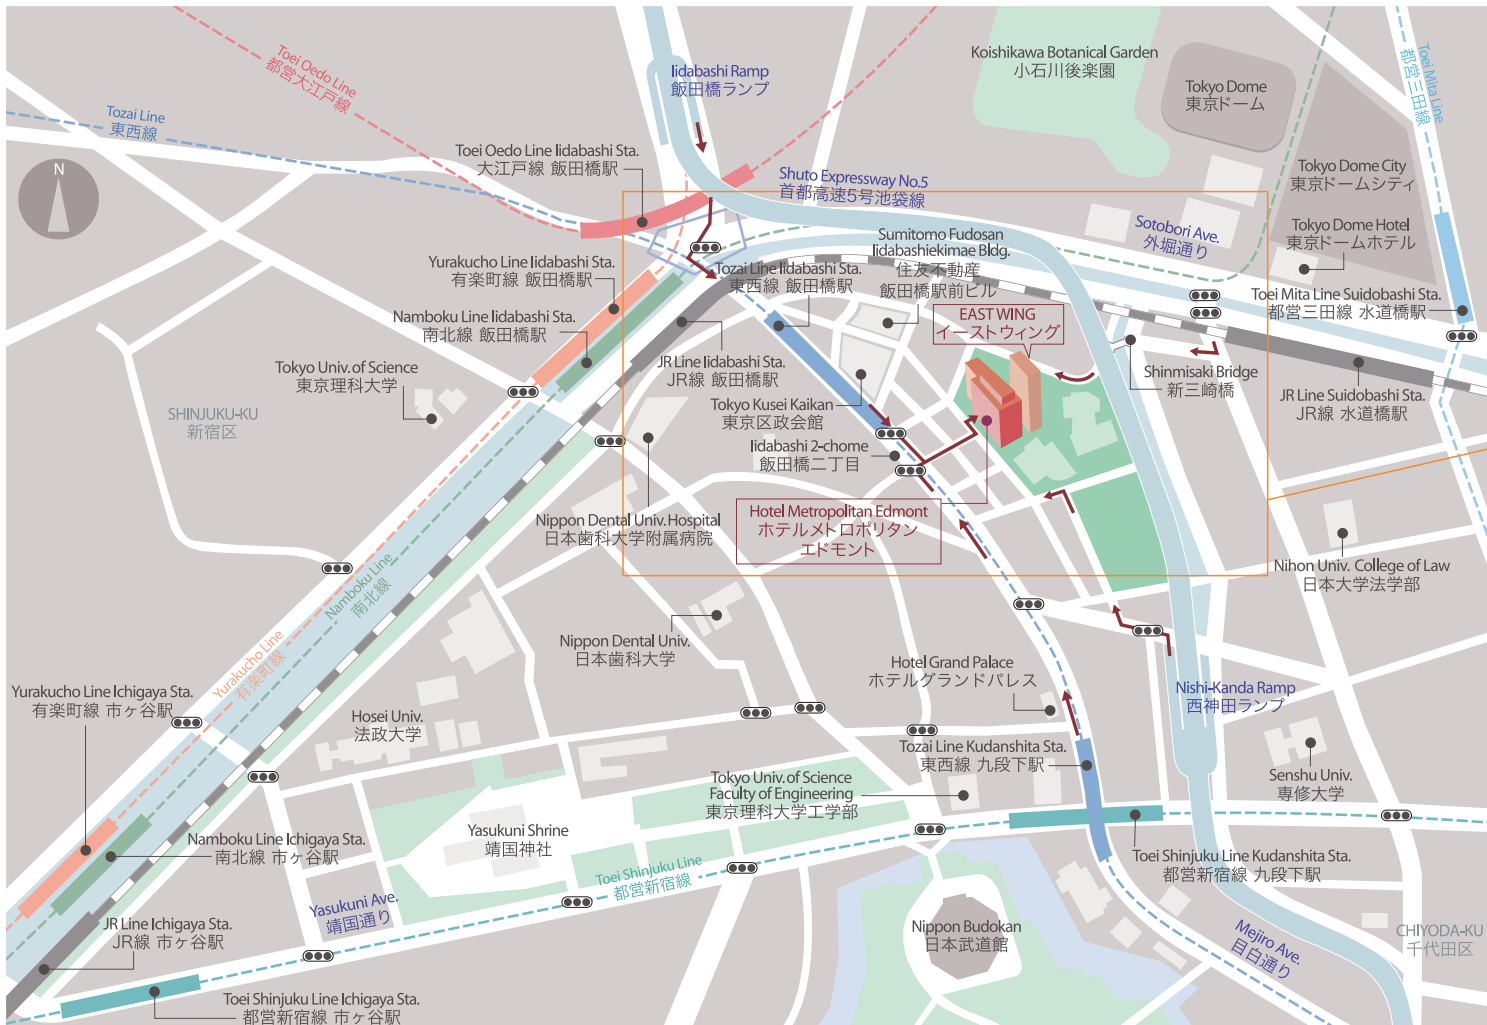 Toei Oedo Line
都営大江戸線
Tozai Line
東西線
N
Iidabashi Ramp
飯田橋ランプ
Koishikawa Botanical Garden
小石川後楽園
Tokyo Dome
東京ドーム
Toei Mita Line
都営三田線
Toei Oedo Line Iidabashi Sta.
大江戸線 飯田橋駅
Shuto Expressway No.5
首都高速5号池袋線
Tokyo Dome City
東京ドームシティ
Sotobori Ave.
外堀通り
Tokyo Dome Hotel
東京ドームホテル
Sumitomo Fudosan
Iidabashiekimae Bldg.
住友不動産
飯田橋駅前ビル
Yurakucho Line Iidabashi Sta.
有楽町線 飯田橋駅
Tozai Line Iidabashi Sta.
東西線 飯田橋駅
Toei Mita Line Suidobashi Sta.
都営三田線 水道橋駅
Namboku Line Iidabashi Sta.
南北線 飯田橋駅
EAST WING
イーストウィング
Tokyo Univ. of Science
東京理科大学
JR Line Iidabashi Sta.
JR線 飯田橋駅
Shinmisaki Bridge
新三崎橋
JR Line Suidobashi Sta.
JR線 水道橋駅
SHINJUKU-KU
新宿区
Tokyo Kusei Kaikan
東京区政会館
Iidabashi 2-chome
飯田橋二丁目
Nippon Dental Univ. Hospital
日本歯科大学附属病院
Hotel Metropolitan Edmont
ホテルメトロポリタン
エドモント
Nihon Univ. College of Law
日本大学法学部
Namboku Line
南北線
Yurakucho Line
有楽町線
Nippon Dental Univ.
日本歯科大学
Hotel Grand Palace
ホテルグランドパレス
Nishi-Kanda Ramp
西神田ランプ
Yurakucho Line Ichigaya Sta.
有楽町線 市ヶ谷駅
Hosei Univ.
法政大学
Tozai Line Kudanshita Sta.
東西線 九段下駅
Tokyo Univ. of Science
Faculty of Engineering
東京理科大学工学部
Senshu Univ.
専修大学
Namboku Line Ichigaya Sta.
南北線 市ヶ谷駅
Yasukuni Shrine
靖国神社
Toei Shinjuku Line
都営新宿線
Toei Shinjuku Line Kudanshita Sta.
都営新宿線 九段下駅
Yasukuni Ave.
靖国通り
JR Line Ichigaya Sta.
JR線 市ヶ谷駅
Nippon Budokan
日本武道館
Mejiro Ave.
目白通り
CHIYODA-KU
千代田区
Toei Shinjuku Line Ichigaya Sta.
都営新宿線 市ヶ谷駅